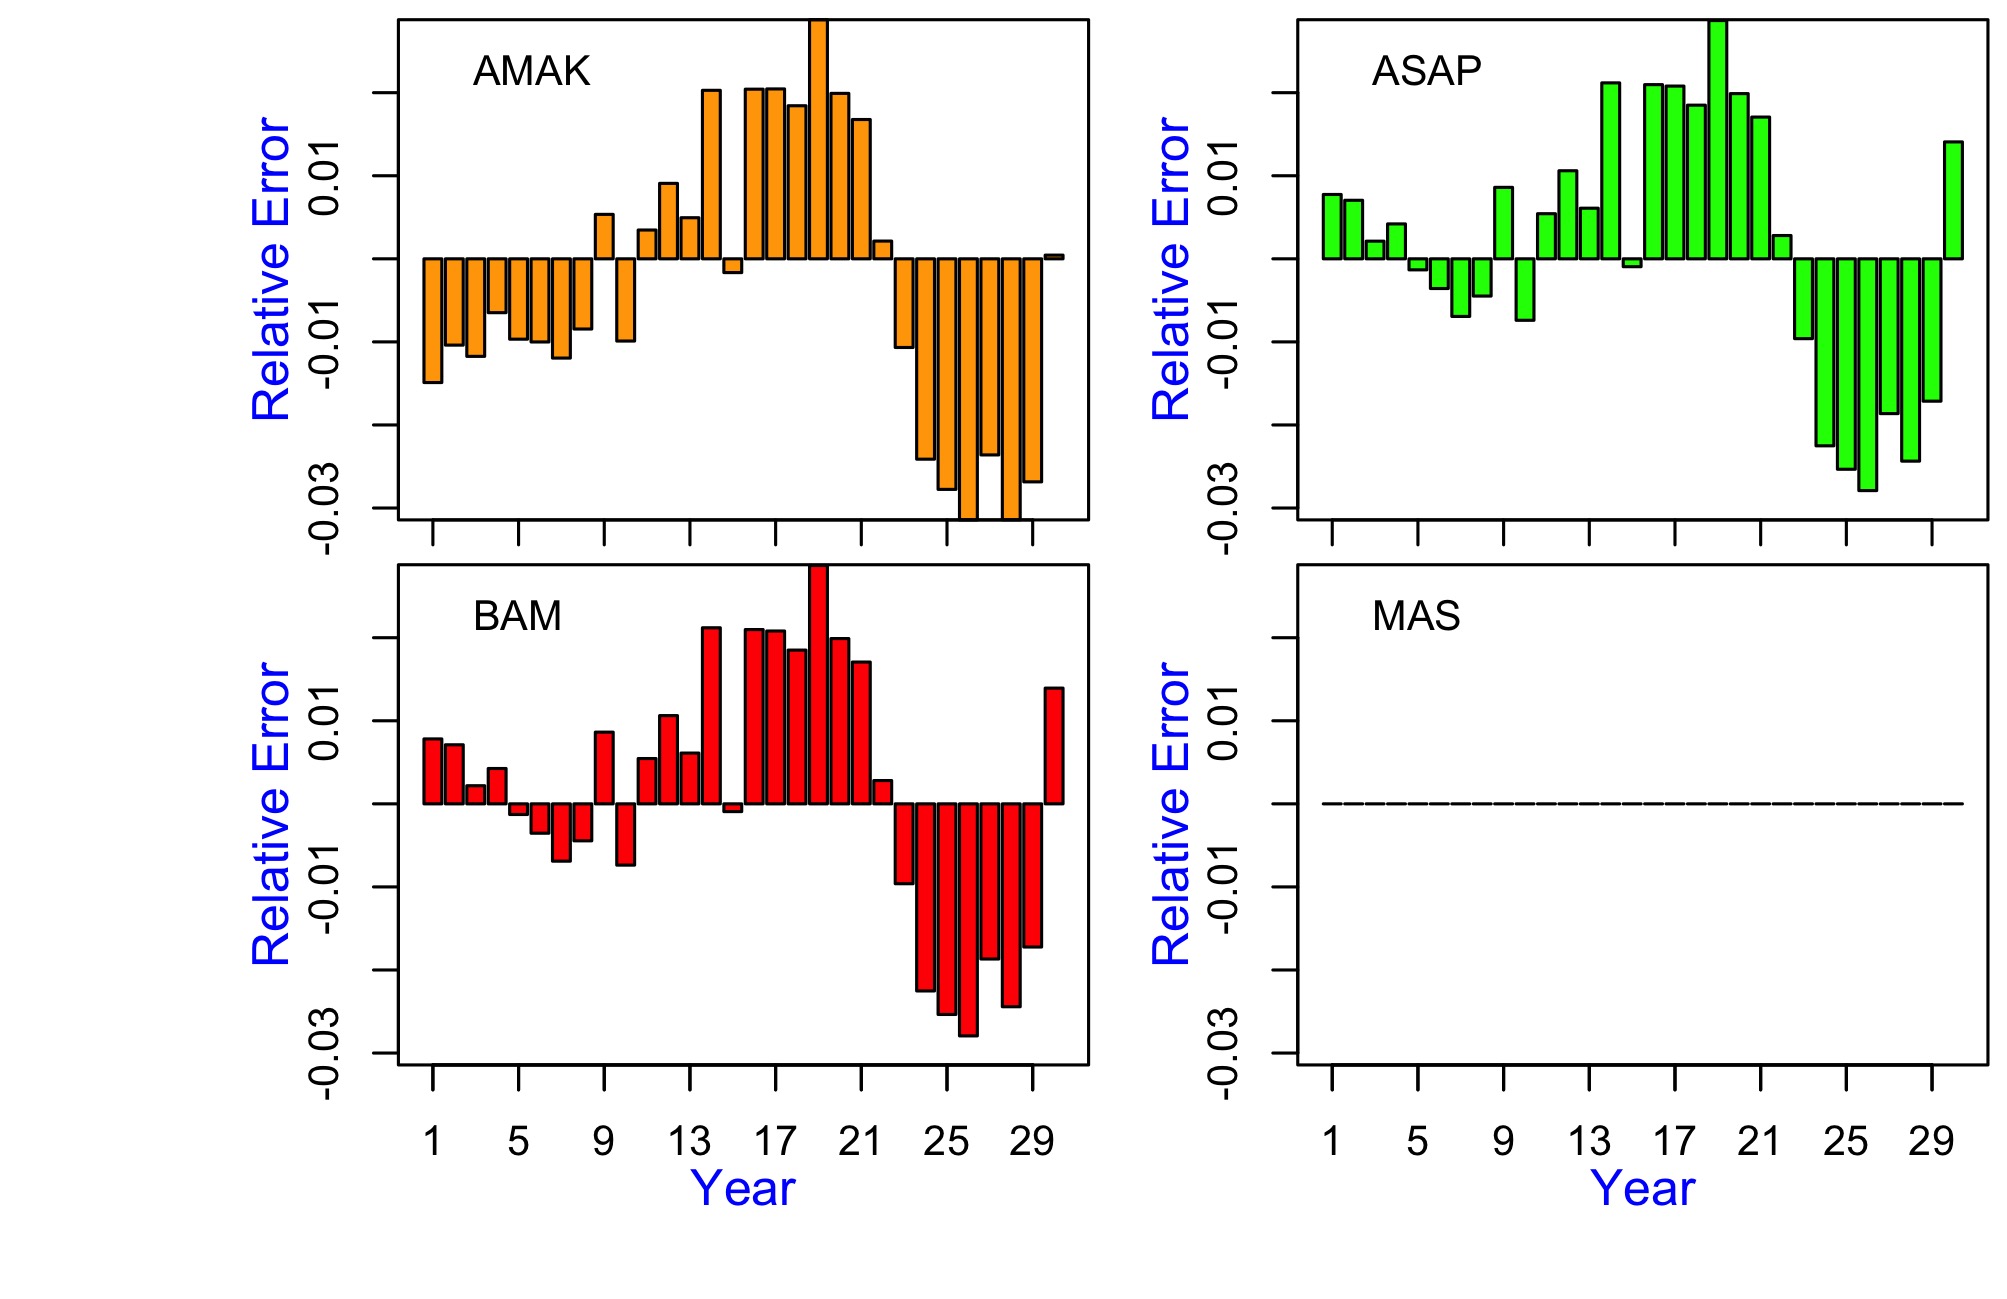 AMAK
Relative Error
0.01
-0.01
-0.03
ASAP
Relative Error
0.01
-0.01
-0.03
BAM
Relative Error
0.01
-0.01
-0.03
1 5 9 13 17 21 25 29
Year
MAS
Relative Error
0.01
-0.01
-0.03
1 5 9 13 17 21 25 29
Year